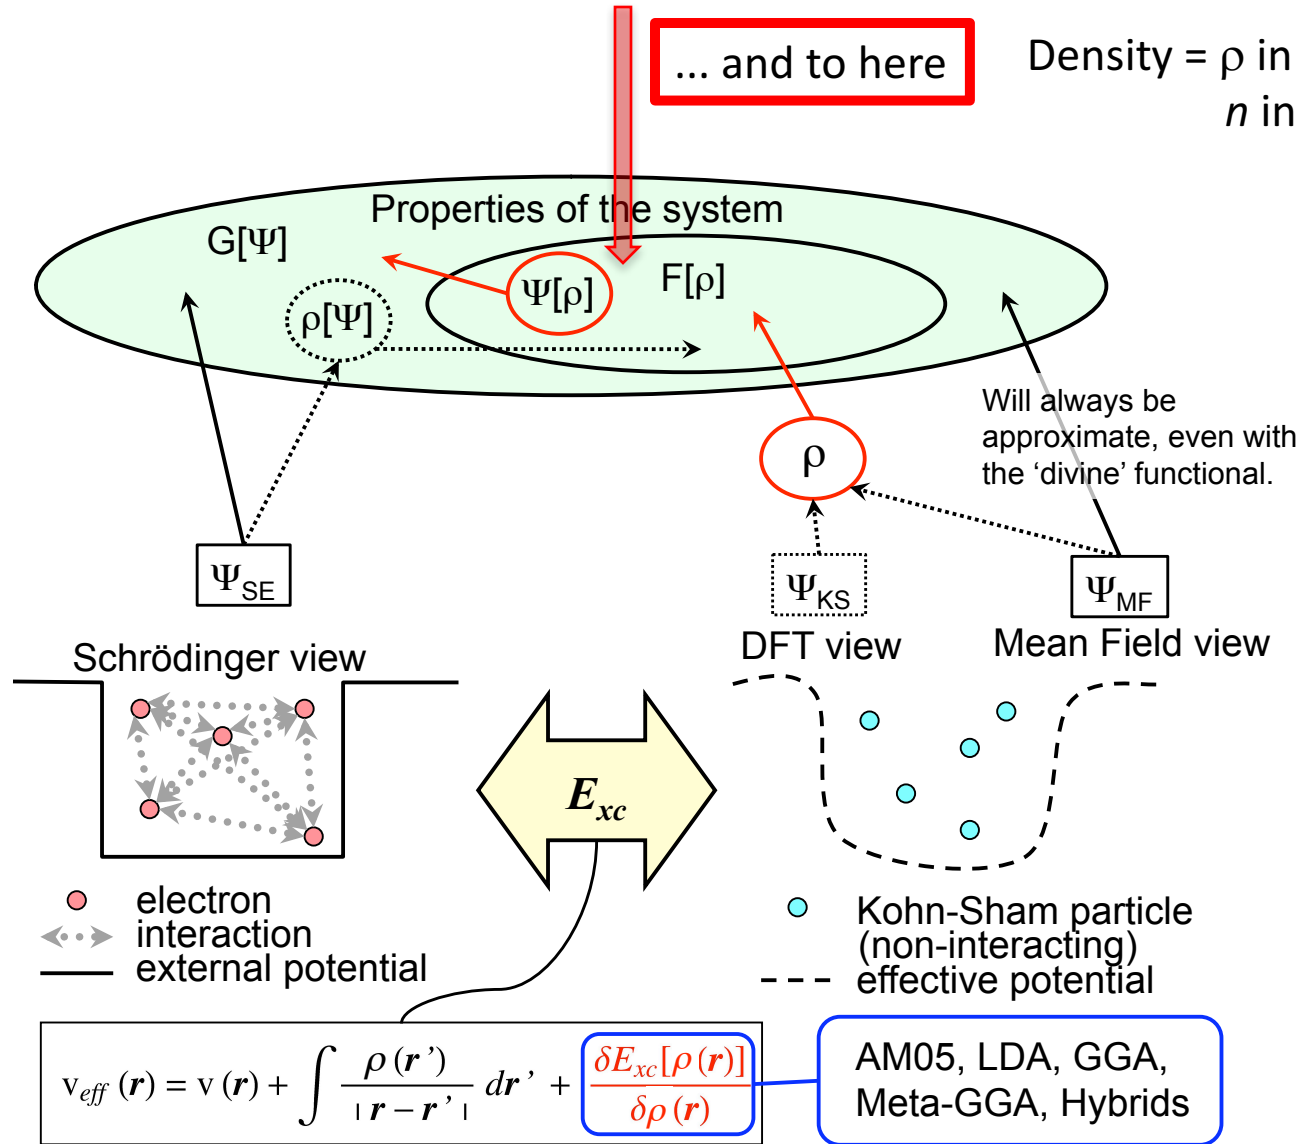 ... and to here
Density = ρ in
n in
Properties of the system
G[Ψ]
Ψ[ρ]
F[ρ]
ρ[Ψ]
Will always be
approximate, even with
the ‘divine’ functional.
ρ
Ψ_SE
Ψ_KS
Ψ_MF
Schrödinger view
DFT view
Mean Field view
E_xc
electron
interaction
external potential
Kohn-Sham particle
(non-interacting)
effective potential
v_eff (r) = v (r) + ∫ ρ (r’) / | r – r’ | dr’ + δE_xc[ρ(r)] / δρ(r)
AM05, LDA, GGA,
Meta-GGA, Hybrids